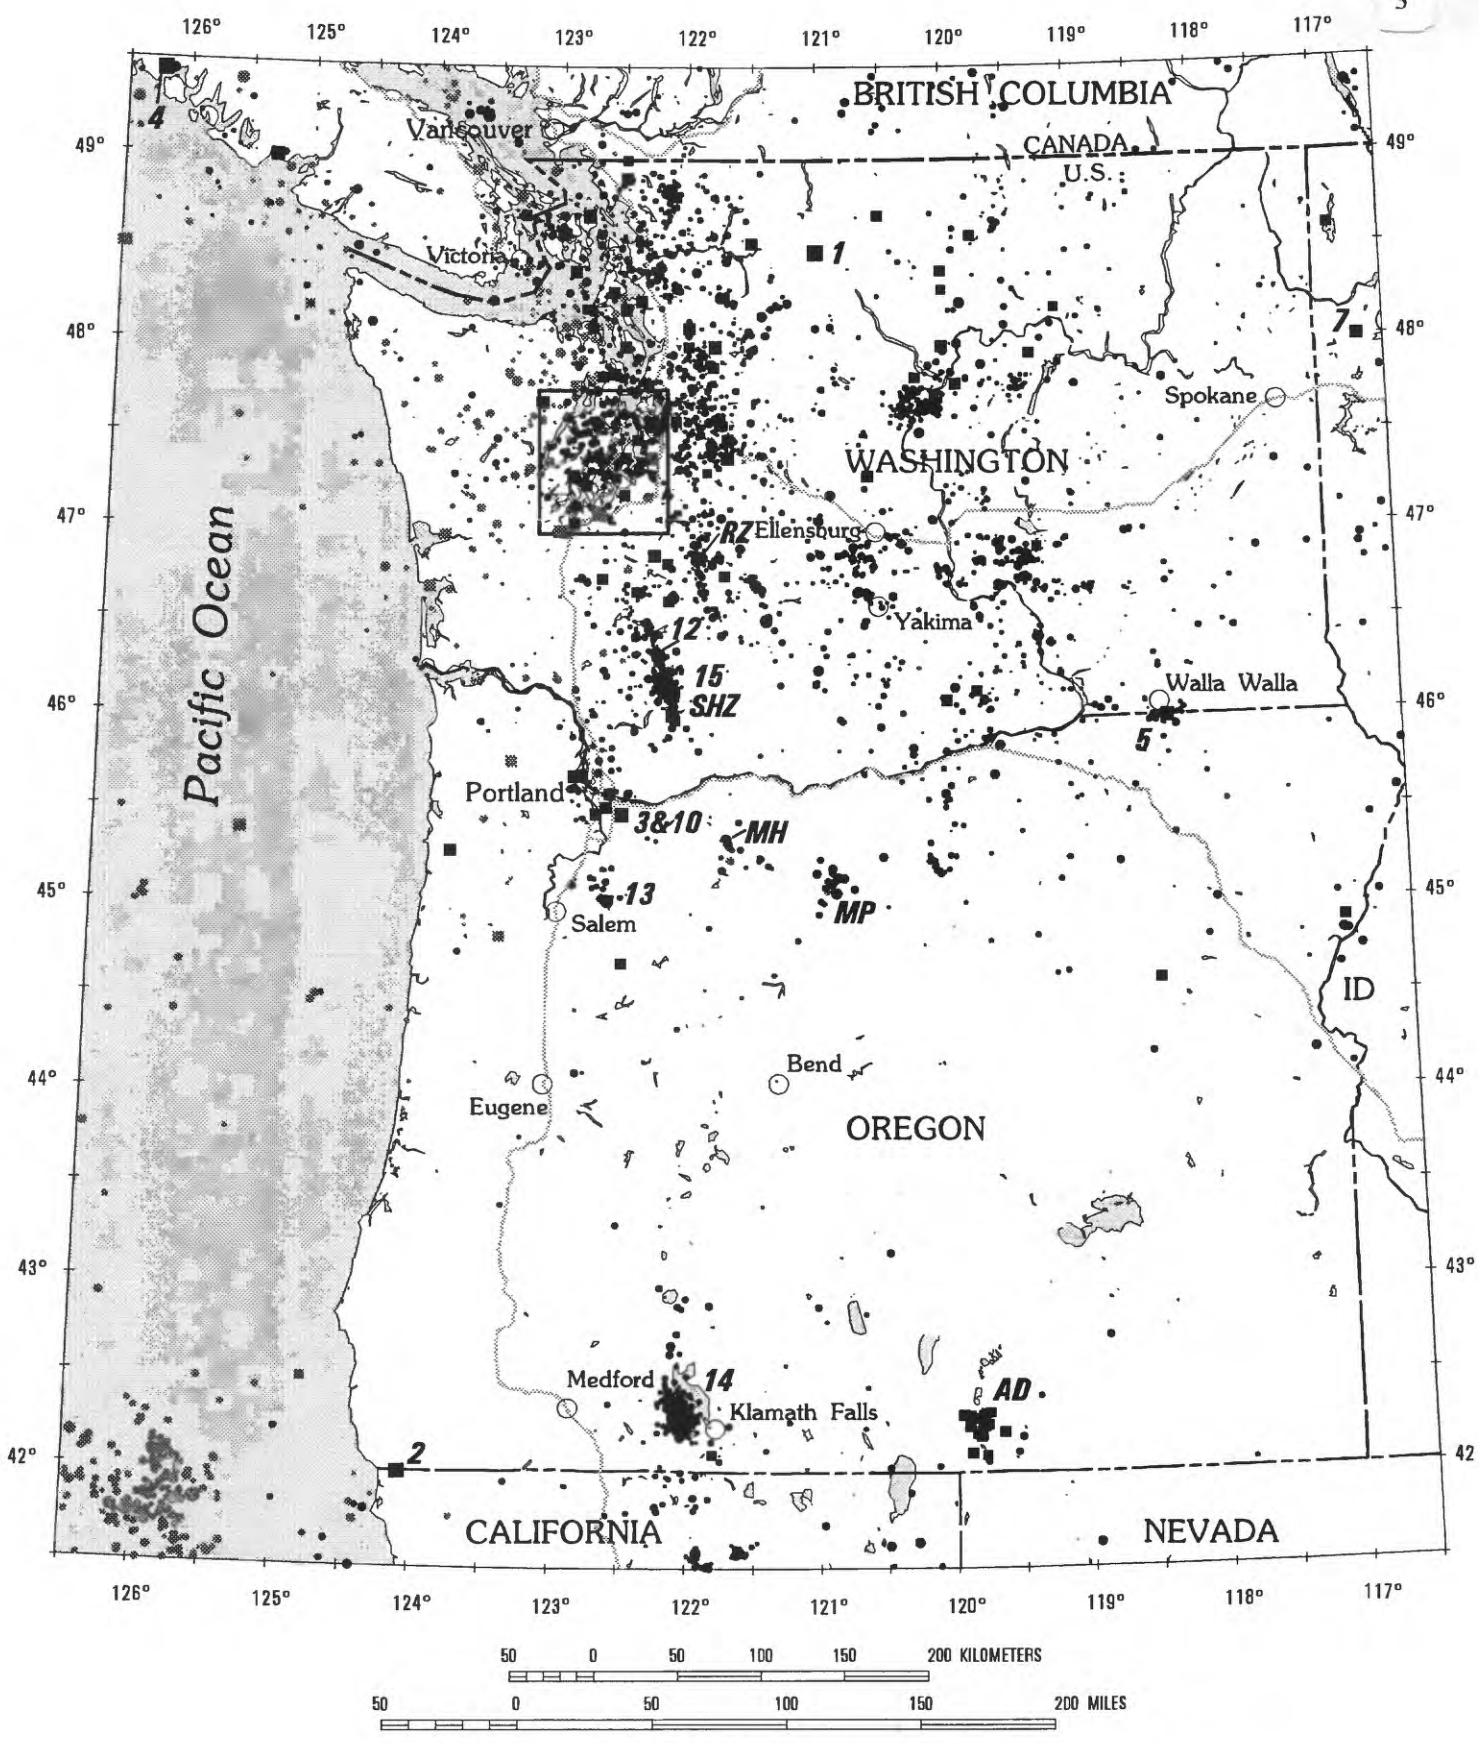 3
126° 125° 124° 123° 122° 121° 120° 119° 118° 117°
BRITISH COLUMBIA
4
Vancouver
49°
CANADA
49°
U.S.
Victoria
1
48°
7
48°
Spokane
WASHINGTON
47°
47°
RZ
Ellensburg
Pacific Ocean
12
Yakima
15
SHZ
Walla Walla
46°
46°
5
Portland
3&10
MH
45°
13
MP
45°
Salem
ID
Bend
44°
44°
Eugene
OREGON
43°
43°
Medford
14
AD
Klamath Falls
42°
2
42
CALIFORNIA
NEVADA
126° 125° 124° 123° 122° 121° 120° 119° 118° 117°
50 0 50 100 150 200 KILOMETERS
50 0 50 100 150 200 MILES